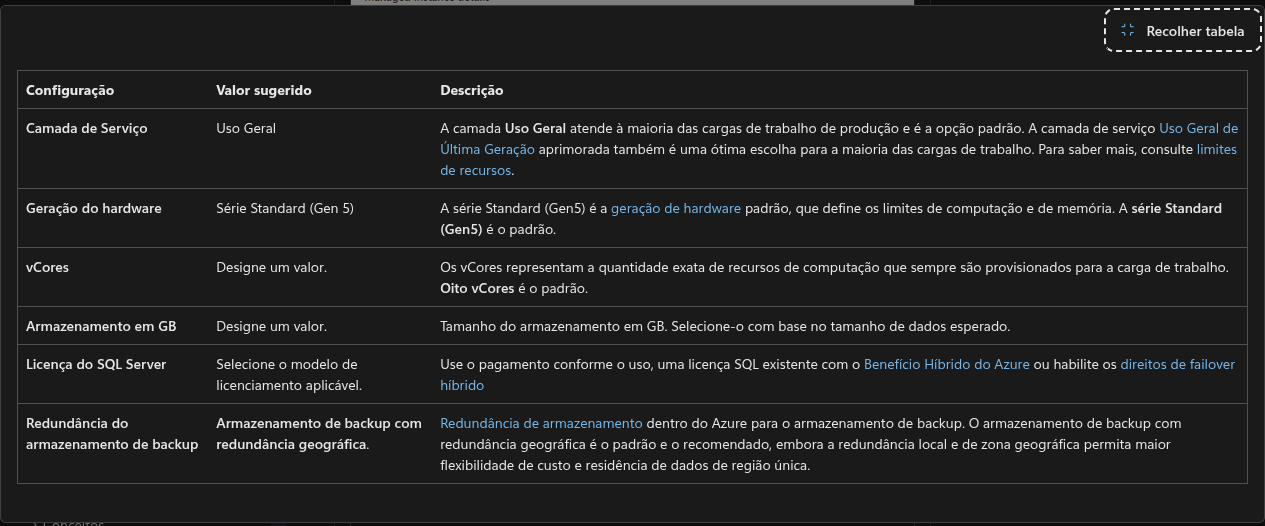 Recolher tabela
Configuração Valor sugerido Descrição
Camada de Serviço Uso Geral A camada Uso Geral atende à maioria das cargas de trabalho de produção e é a opção padrão. A camada de serviço Uso Geral de
Última Geração aprimorada também é uma ótima escolha para a maioria das cargas de trabalho. Para saber mais, consulte limites
de recursos.
Geração do hardware Série Standard (Gen 5) A série Standard (Gen5) é a geração de hardware padrão, que define os limites de computação e de memória. A série Standard
(Gen5) é o padrão.
vCores Designe um valor. Os vCores representam a quantidade exata de recursos de computação que sempre são provisionados para a carga de trabalho.
Oito vCores é o padrão.
Armazenamento em GB Designe um valor. Tamanho do armazenamento em GB. Selecione-o com base no tamanho de dados esperado.
Licença do SQL Server Selecione o modelo de Use o pagamento conforme o uso, uma licença SQL existente com o Benefício Híbrido do Azure ou habilite os direitos de failover
licenciamento aplicável. híbrido
Redundância do Armazenamento de backup com Redundância de armazenamento dentro do Azure para o armazenamento de backup. O armazenamento de backup com
armazenamento de backup redundância geográfica. redundância geográfica é o padrão e o recomendado, embora a redundância local e de zona geográfica permita maior
flexibilidade de custo e residência de dados de região única.